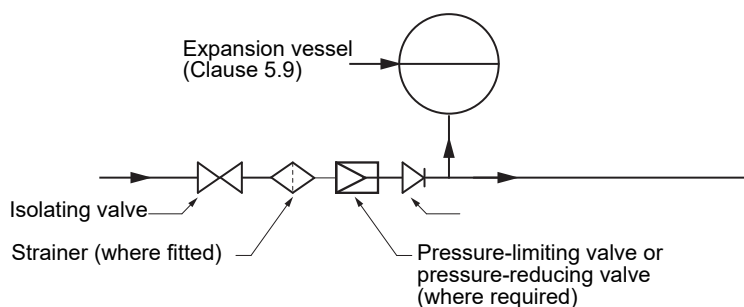 Expansion vessel
(Clause 5.9)
Isolating valve
Strainer (where fitted)
Pressure-limiting valve or
pressure-reducing valve
(where required)